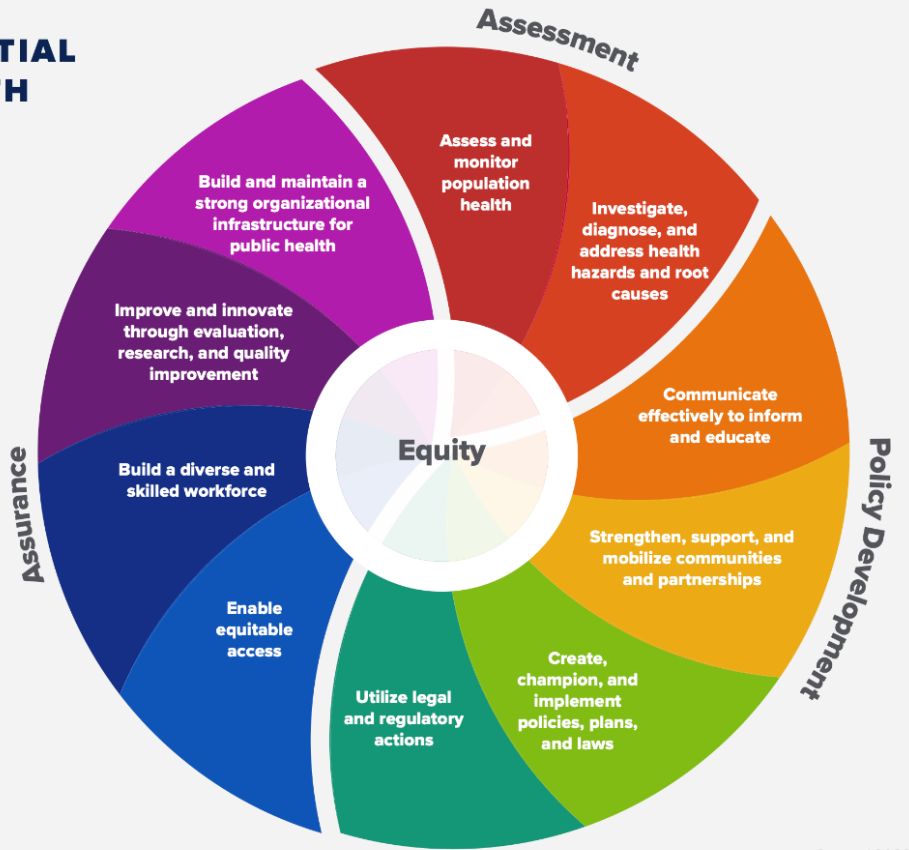 TIAL
TH
Assessment
Assess and
monitor
population
health
Investigate,
diagnose, and
address health
hazards and root
causes
Communicate
effectively to inform
and educate
Strengthen, support, and
mobilize communities
and partnerships
Policy Development
Create,
champion, and
implement
policies, plans,
and laws
Utilize legal
and regulatory
actions
Enable
equitable
access
Build a diverse and
skilled workforce
Assurance
Improve and innovate
through evaluation,
research, and quality
improvement
Build and maintain a
strong organizational
infrastructure for
public health
Equity